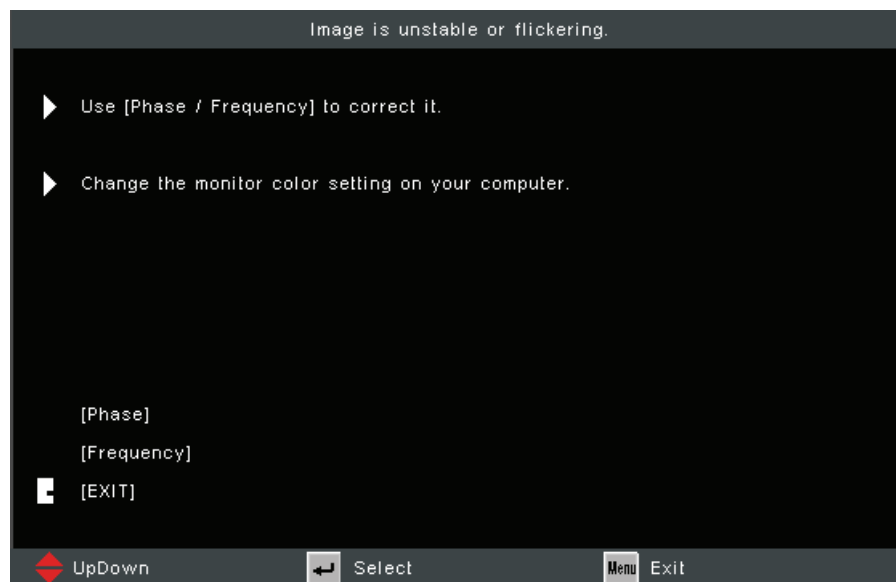 Image is unstable or flickering.
Use [Phase / Frequency] to correct it.
Change the monitor color setting on your computer.
[Phase]
[Frequency]
[EXIT]
UpDown Select Menu Exit